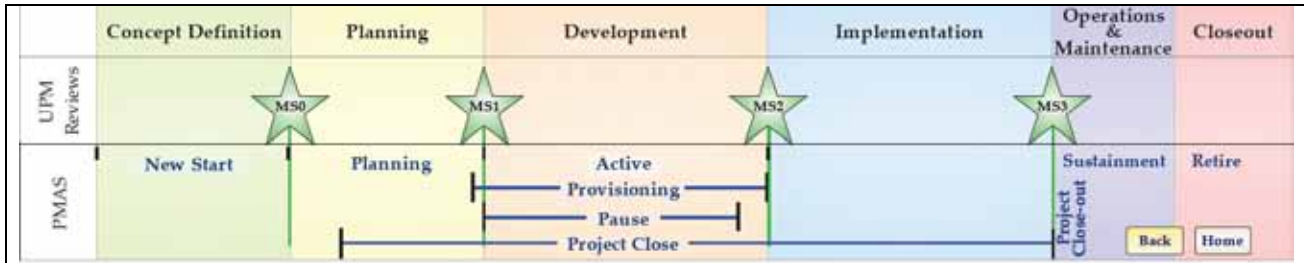 Concept Definition
Planning
Development
Implementation
Operations
&
Maintenance
Closeout
UPM
Reviews
MS0
MS1
MS2
MS3
PMAS
New Start
Planning
Active
Provisioning
Pause
Project Close
Project
Close-out
Sustainment
Retire
Back
Home